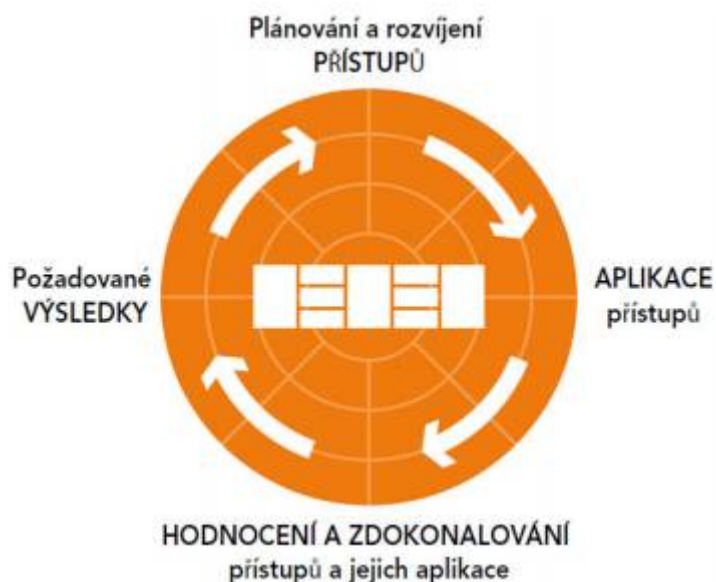 Plánování a rozvíjení
PŘÍSTUPŮ
Požadované
VÝSLEDKY
APLIKACE
přístupů
HODNOCENÍ A ZDOKONALOVÁNÍ
přístupů a jejich aplikace